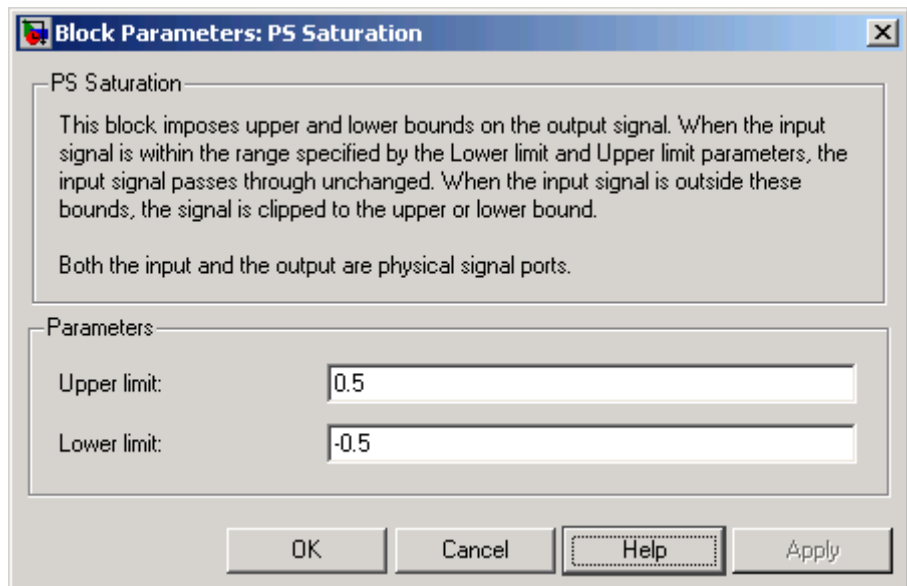 Block Parameters: PS Saturation
PS Saturation
This block imposes upper and lower bounds on the output signal. When the input
signal is within the range specified by the Lower limit and Upper limit parameters, the
input signal passes through unchanged. When the input signal is outside these
bounds, the signal is clipped to the upper or lower bound.
Both the input and the output are physical signal ports.
Parameters
Upper limit: 0.5
Lower limit: -0.5
OK Cancel Help Apply